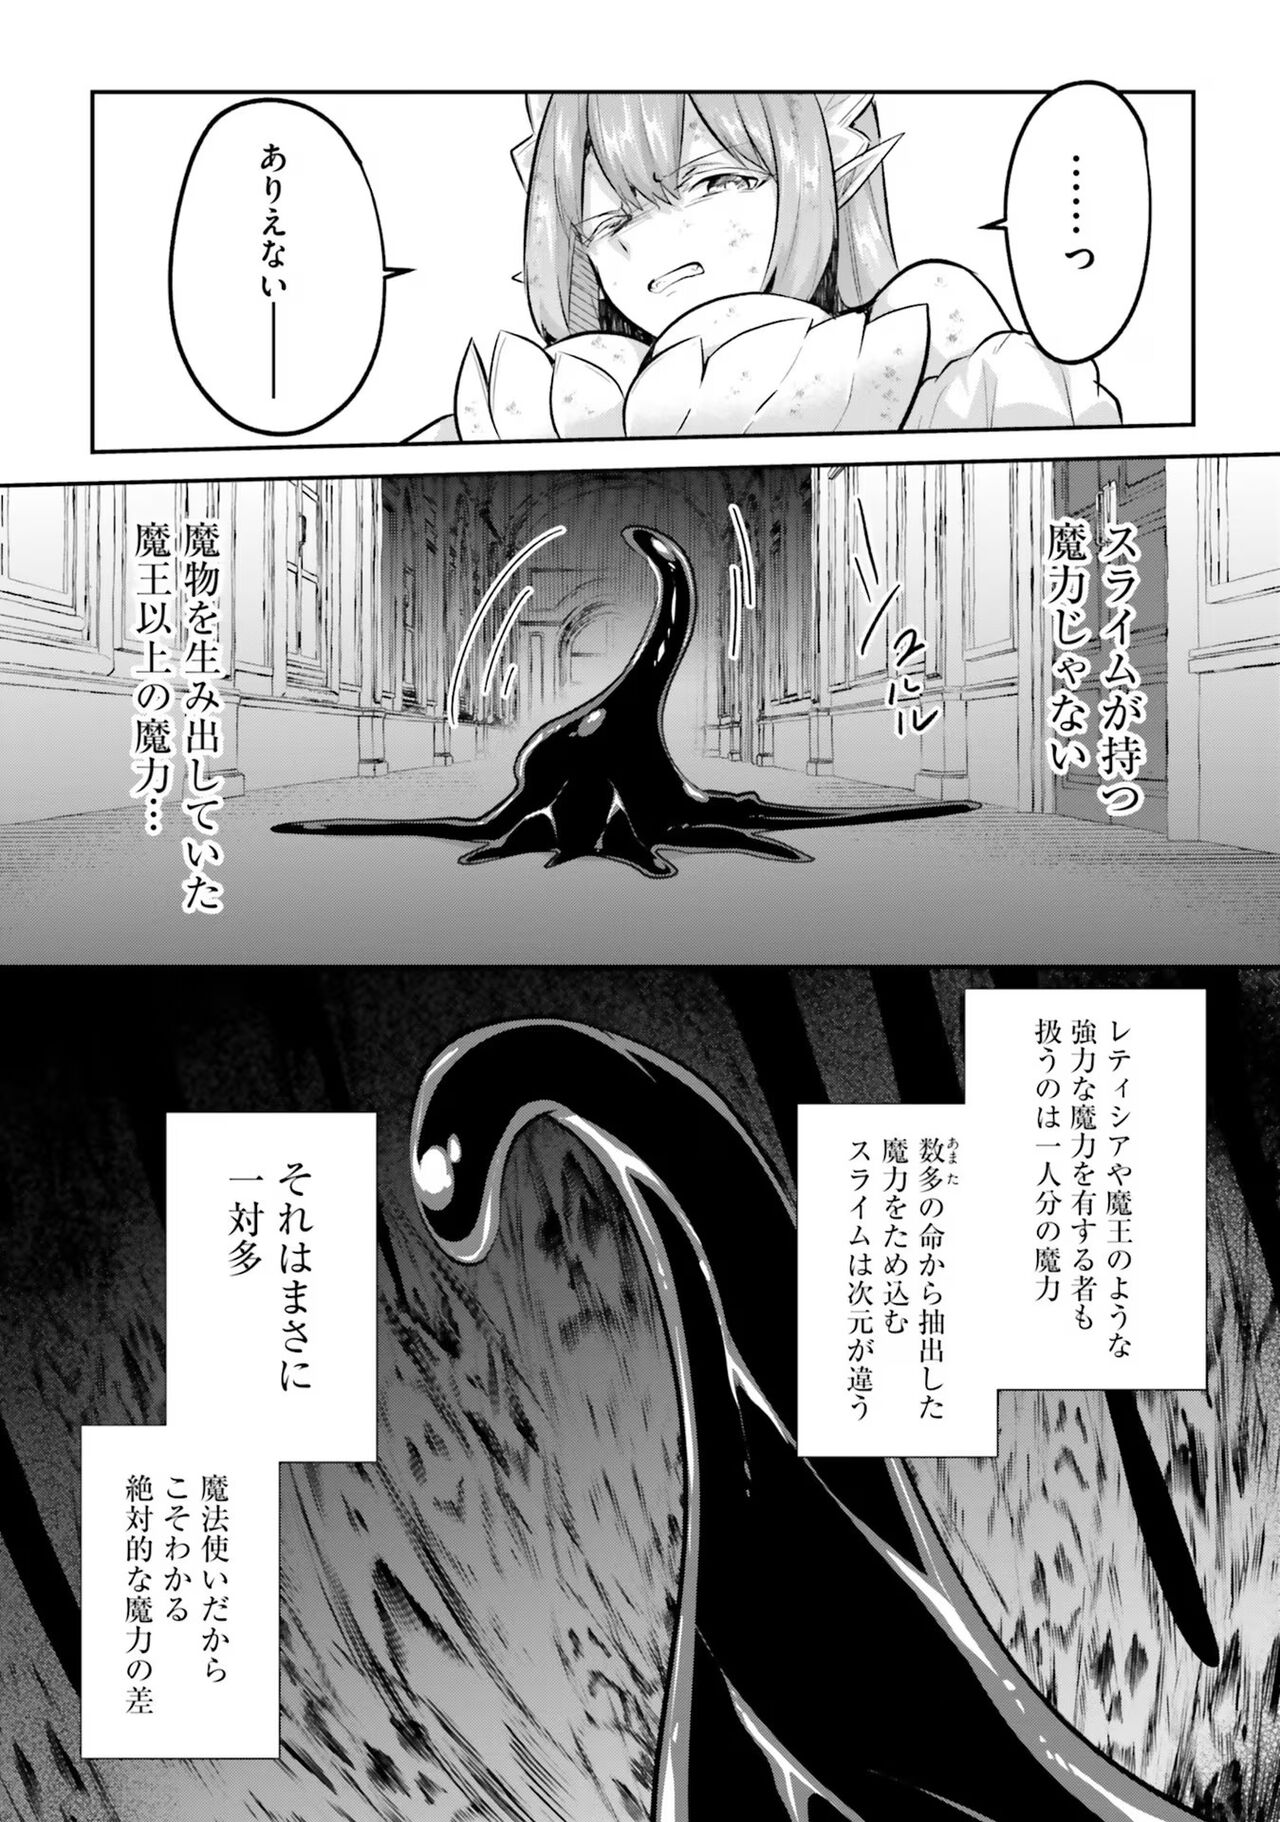 ………っ
ありえない――
スライムが持つ
魔力じゃない
ズルル
魔物を生み出していた
魔王以上の魔力…
レティシアや魔王のような
強力な魔力を有する者も
扱うのは一人分の魔力
数多の命から抽出した
あまた
魔力をため込む
スライムは次元が違う
それはまさに
一対多
魔法使いだから
こそわかる
絶対的な魔力の差